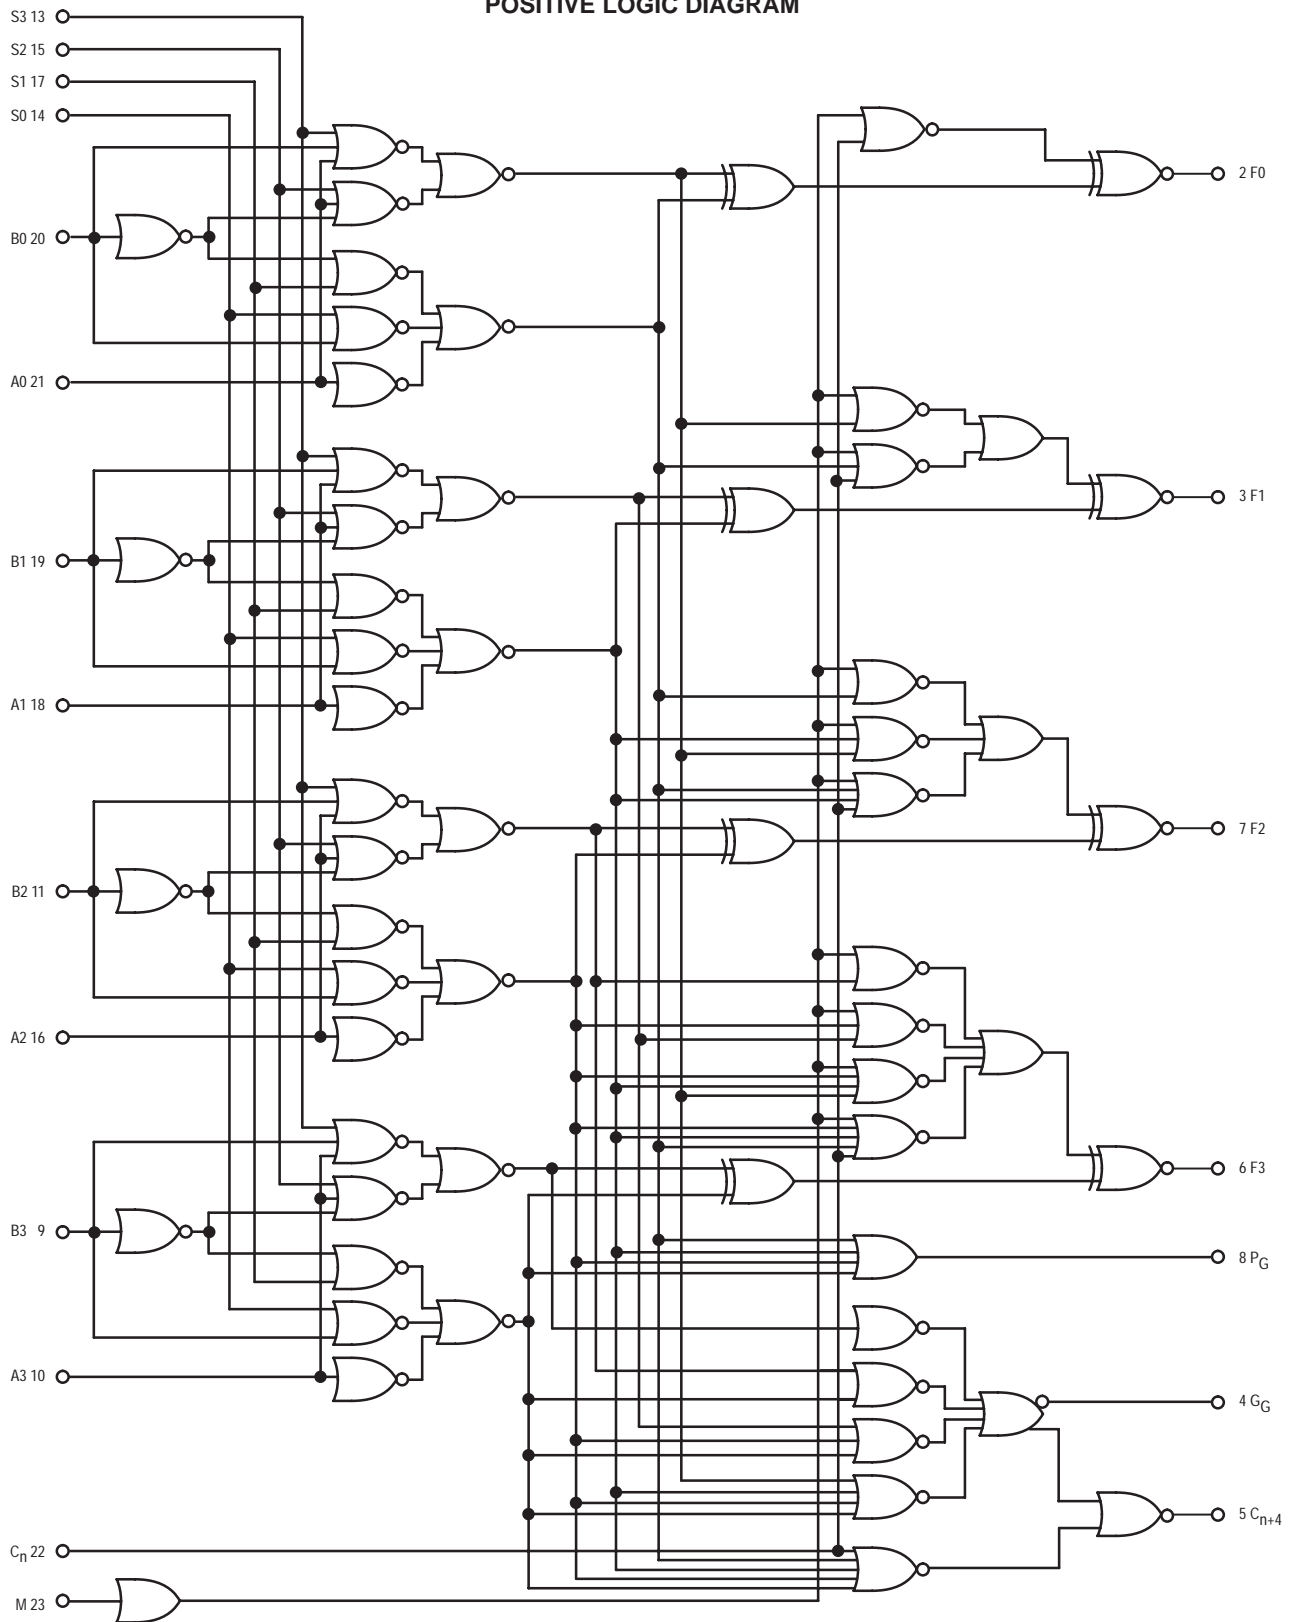 POSITIVE LOGIC DIAGRAM
S3 13
S2 15
S1 17
S0 14
2 F0
B0 20
A0 21
3 F1
B1 19
A1 18
7 F2
B2 11
A2 16
6 F3
B3 9
8 PG
A3 10
4 GG
5 Cn+4
Cn 22
M 23